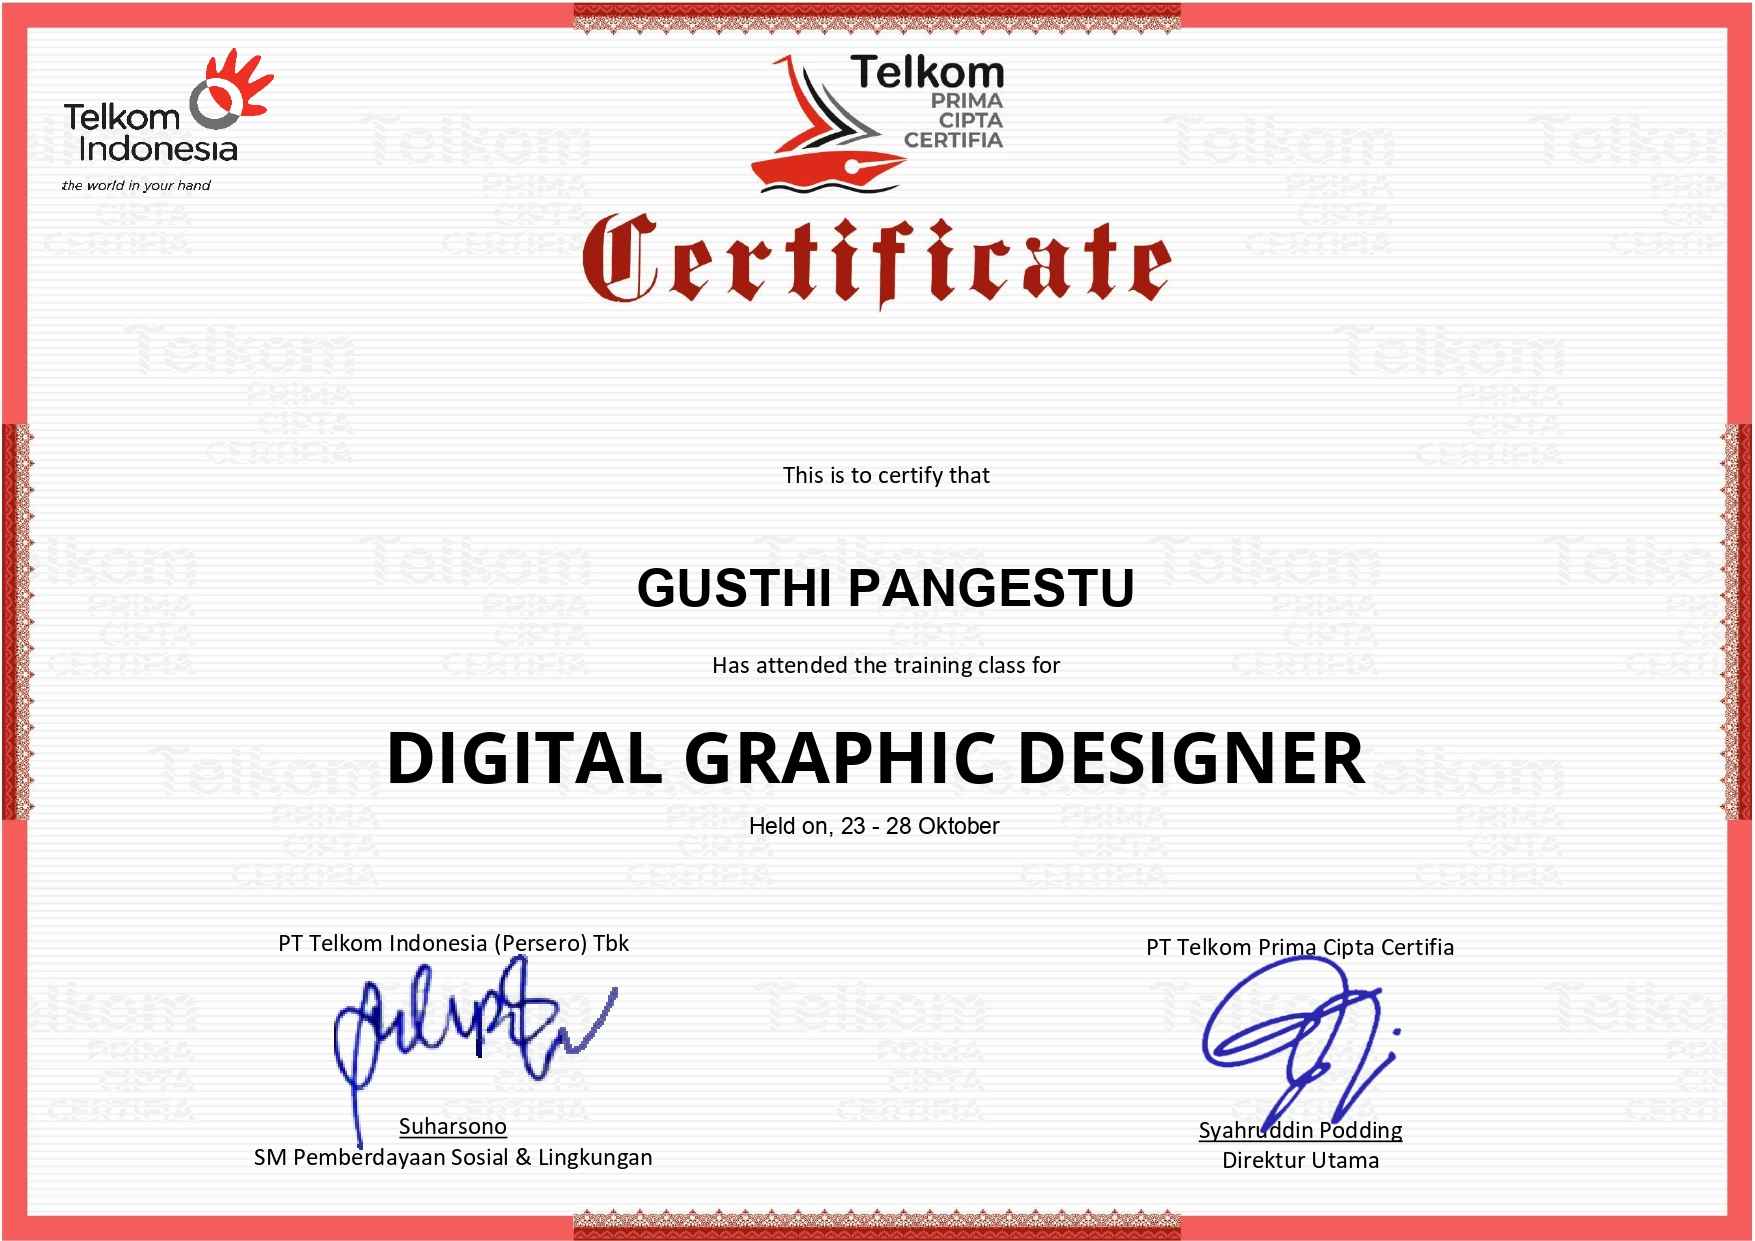 Telkom
Indonesia
the world in your hand
Telkom
PRIMA
CIPTA
CERTIFIA
Certificate
This is to certify that
GUSTHI PANGESTU
Has attended the training class for
DIGITAL GRAPHIC DESIGNER
Held on, 23 - 28 Oktober
PT Telkom Indonesia (Persero) Tbk
Suharsono
SM Pemberdayaan Sosial & Lingkungan
PT Telkom Prima Cipta Certifia
Syahruddin Podding
Direktur Utama